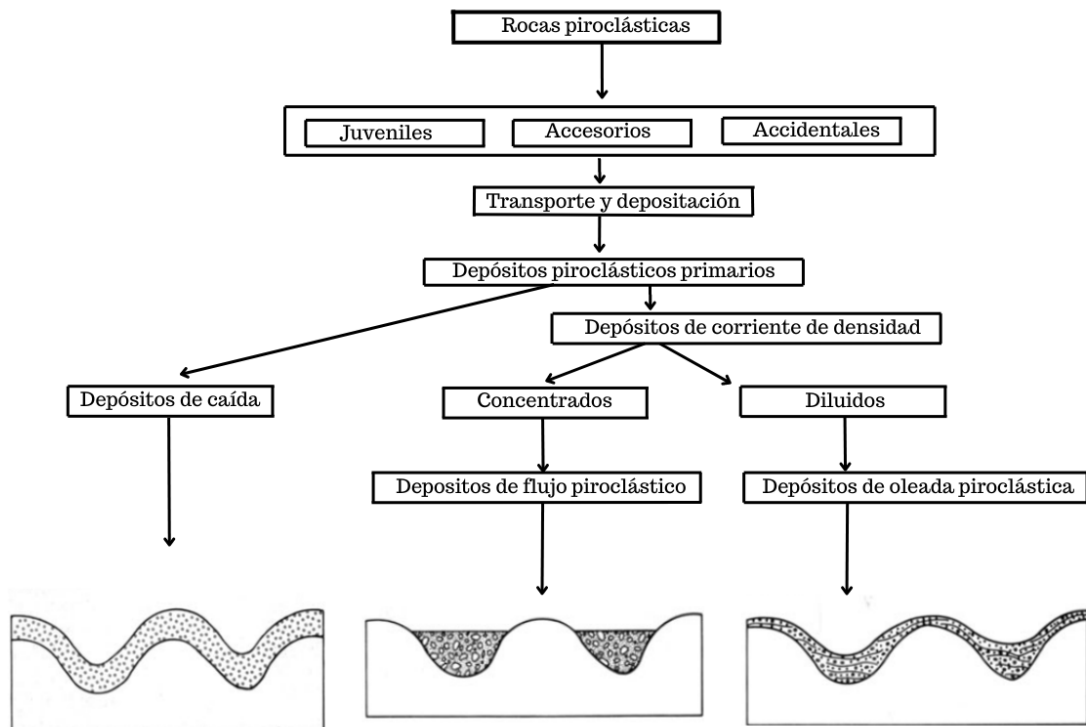 Rocas piroclásticas
Juveniles
Accesorios
Accidentales
Transporte y depositación
Depósitos piroclásticos primarios
Depósitos de corriente de densidad
Depósitos de caída
Concentrados
Diluidos
Depositos de flujo piroclástico
Depósitos de oleada piroclástica